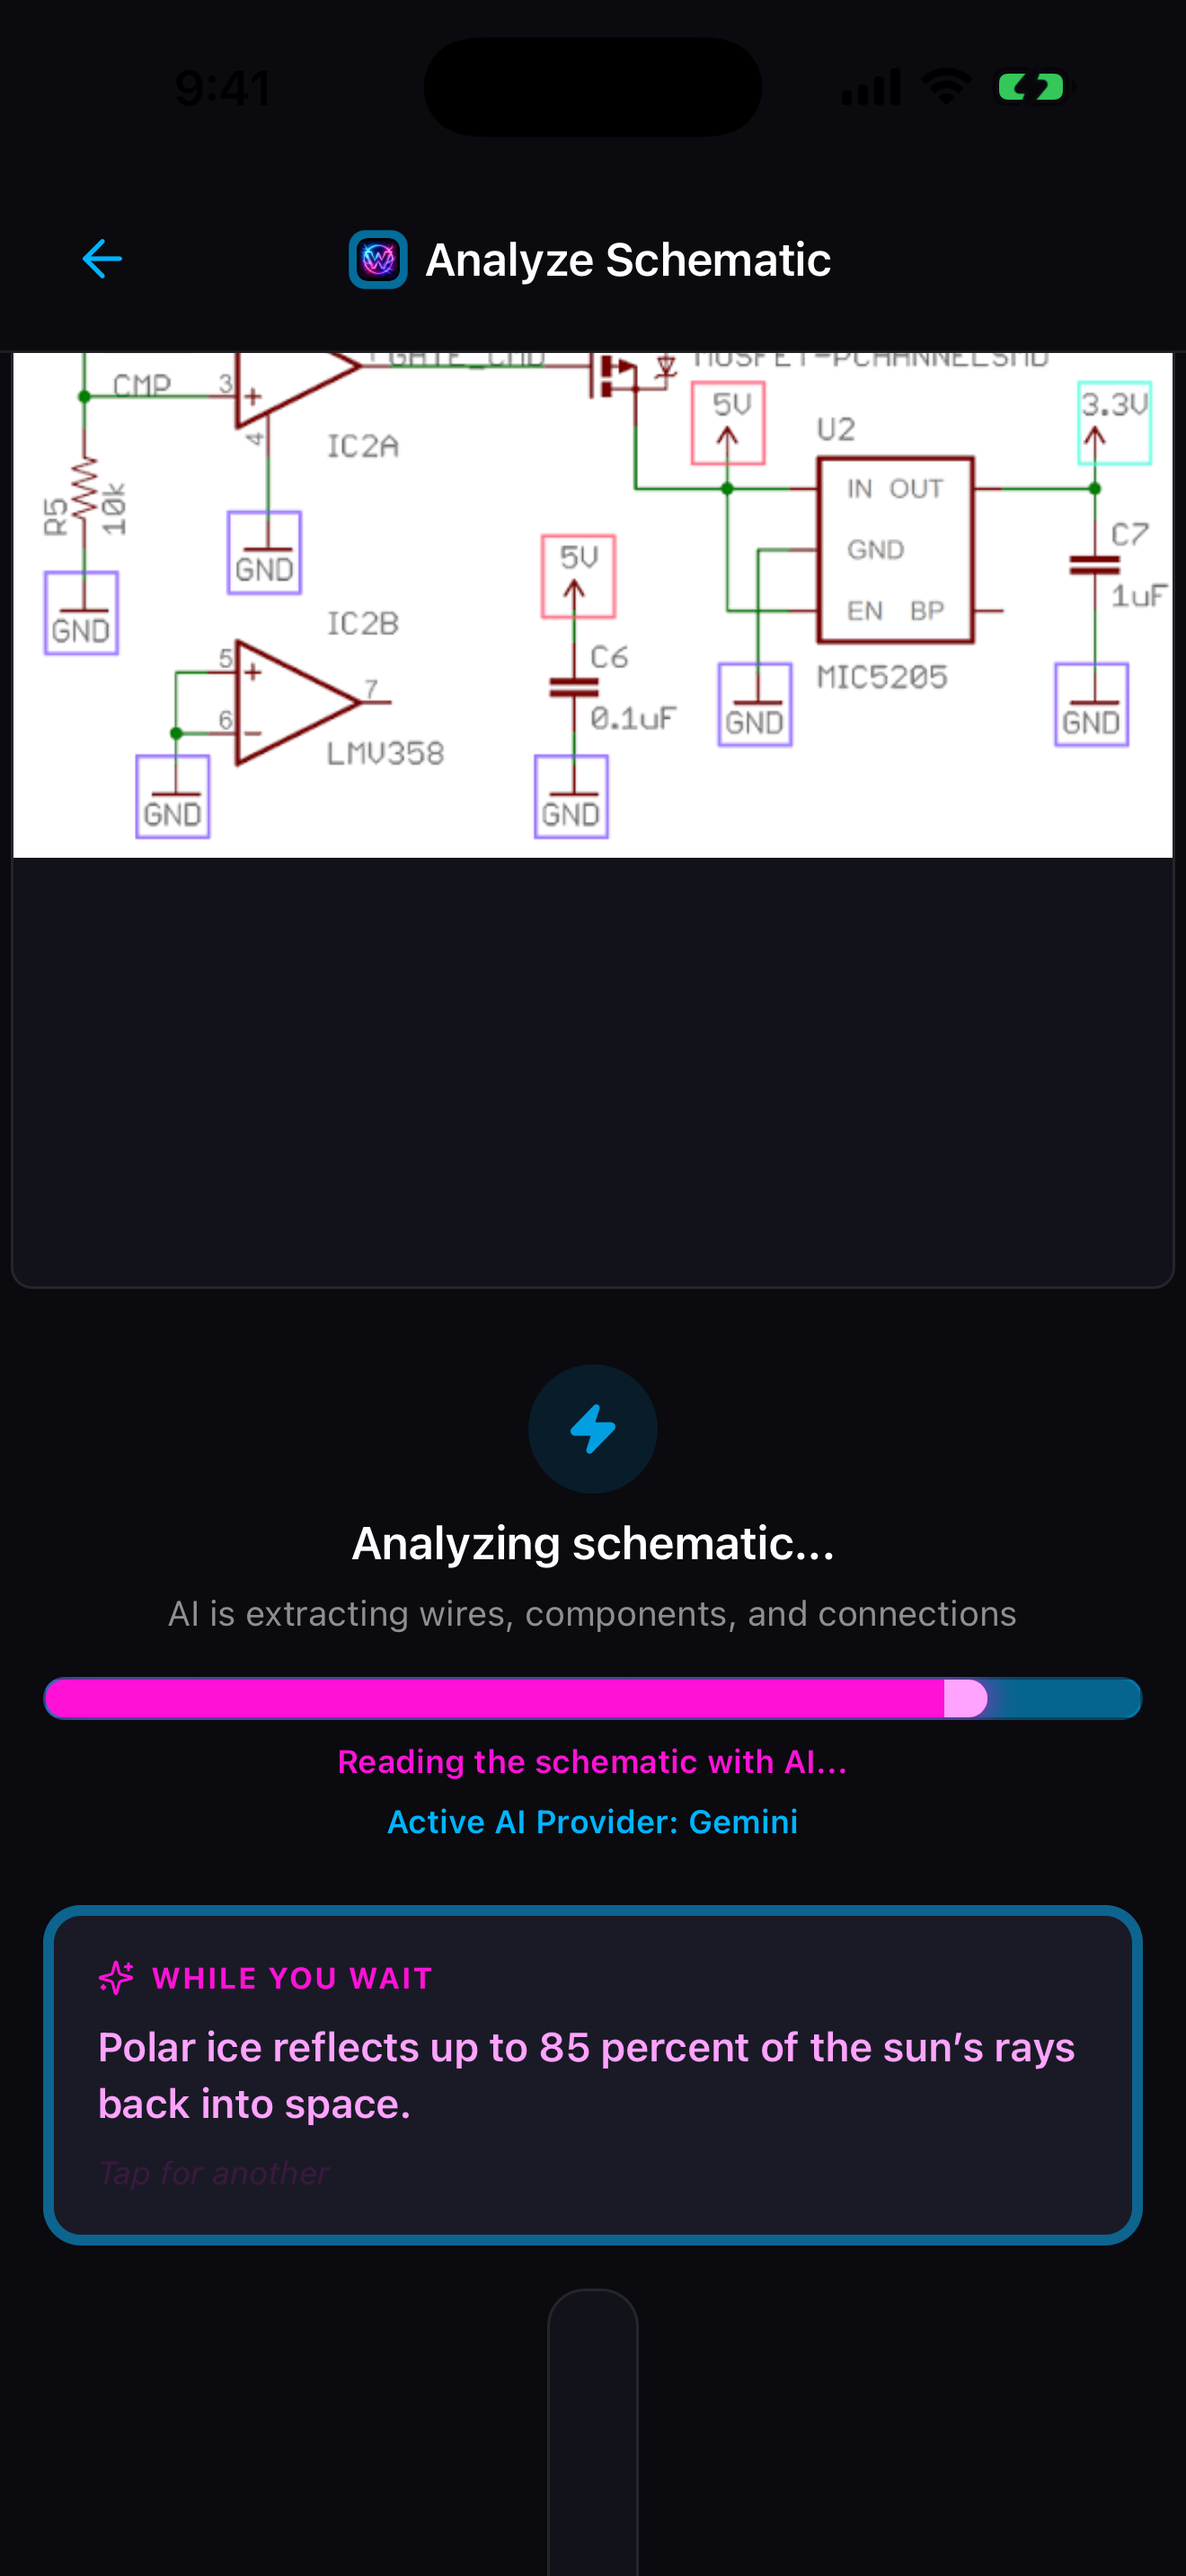 9:41
Analyze Schematic
GATE_CMD
MOSFET-PCHANNELSMD
CMP
3
+
4
IC2A
R5
10k
GND
GND
5V
U2
3.3V
IN OUT
GND
EN BP
MIC5205
C7
1uF
5V
C6
0.1uF
GND
GND
GND
IC2B
5
+
6
−
7
LMV358
GND
Analyzing schematic...
AI is extracting wires, components, and connections
Reading the schematic with AI...
Active AI Provider: Gemini
WHILE YOU WAIT
Polar ice reflects up to 85 percent of the sun’s rays
back into space.
Tap for another